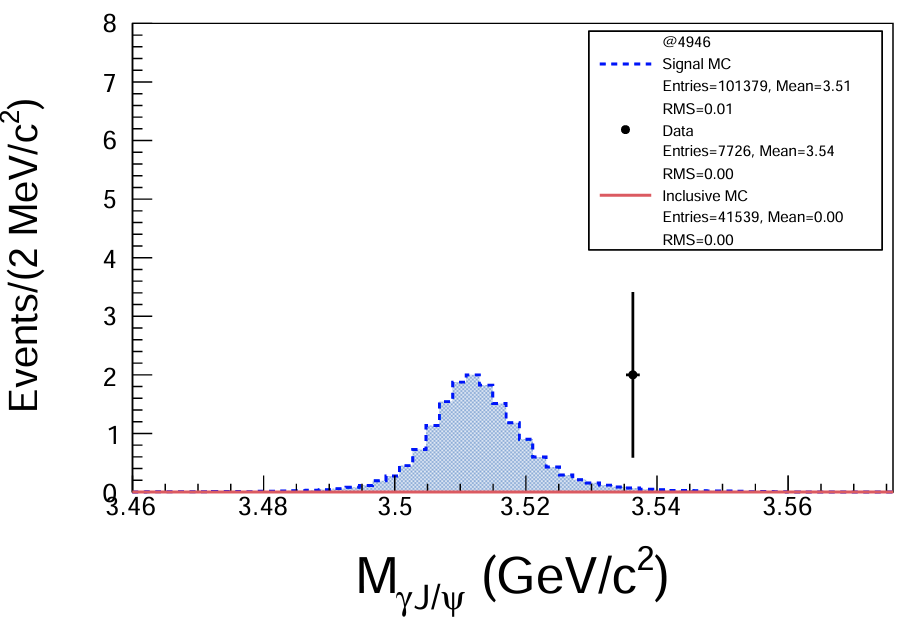 8
7
6
5
4
3
2
1
0
Events/(2 MeV/c²)
@4946
Signal MC
Entries=101379, Mean=3.51
RMS=0.01
Data
Entries=7726, Mean=3.54
RMS=0.00
Inclusive MC
Entries=41539, Mean=0.00
RMS=0.00
3.46 3.48 3.5 3.52 3.54 3.56
M_γJ/ψ (GeV/c²)